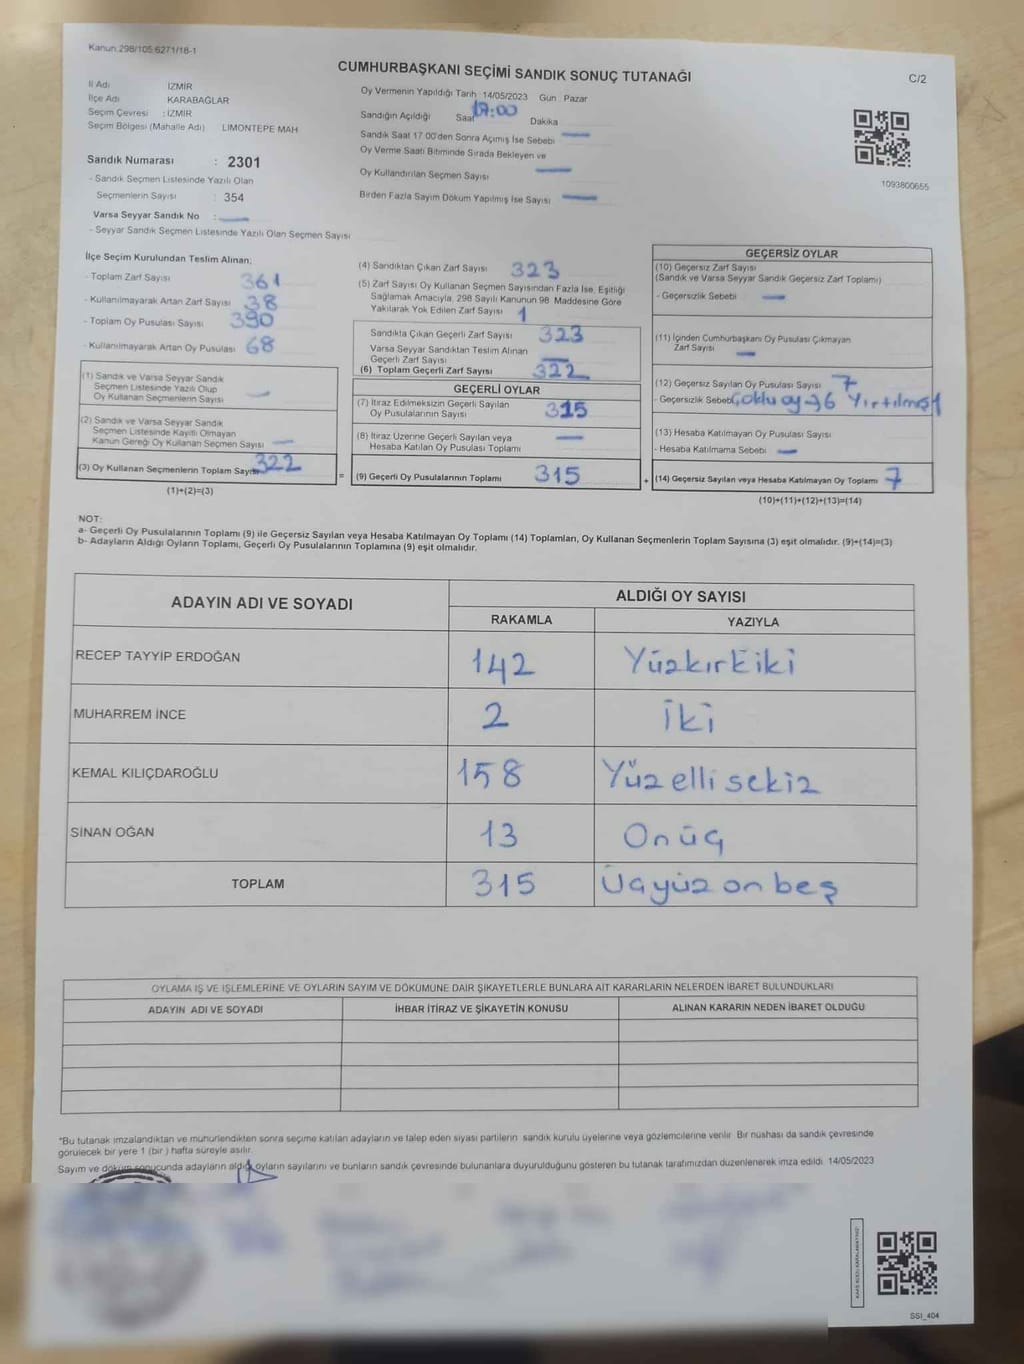 Kanun 298/105 6271/18-1
CUMHURBAŞKANI SEÇİMİ SANDIK SONUÇ TUTANAĞI
C/2
İl Adı İZMİR
İlçe Adı KARABAĞLAR
Seçim Çevresi : İZMİR
Seçim Bölgesi (Mahalle Adı) LİMONTEPE MAH
Oy Vermenin Yapıldığı Tarih 14/05/2023 Gün Pazar
Sandığın Açıldığı Saat 17:00 Dakika
Sandık Saat 17 00'den Sonra Açımış İse Sebebi
Oy Verme Saati Bitiminde Sırada Bekleyen ve
Oy Kullandırılan Seçmen Sayısı
Birden Fazla Sayım Döküm Yapılmış İse Sayısı
1093800655
Sandık Numarası : 2301
- Sandık Seçmen Listesinde Yazılı Olan
Seçmenlerin Sayısı : 354
Varsa Seyyar Sandık No :
- Seyyar Sandık Seçmen Listesinde Yazılı Olan Seçmen Sayısı
İlçe Seçim Kurulundan Teslim Alınan:
- Toplam Zarf Sayısı 361
- Kullanılmayarak Artan Zarf Sayısı 38
- Toplam Oy Pusulası Sayısı 390
- Kullanılmayarak Artan Oy Pusulası 68
(1) Sandık ve Varsa Seyyar Sandık
Seçmen Listesinde Yazılı Olup
Oy Kullanan Seçmenlerin Sayısı
(2) Sandık ve Varsa Seyyar Sandık
Seçmen Listesinde Kayıtlı Olmayan
Kanun Gereği Oy Kullanan Seçmen Sayısı
(3) Oy Kullanan Seçmenlerin Toplam Sayısı 322
(1)+(2)=(3)
=
(4) Sandıktan Çıkan Zarf Sayısı 323
(5) Zarf Sayısı Oy Kullanan Seçmen Sayısından Fazla İse, Eşitliği
Sağlamak Amacıyla, 298 Sayılı Kanunun 98. Maddesine Göre
Yakılarak Yok Edilen Zarf Sayısı 1
Sandıkta Çıkan Geçerli Zarf Sayısı 323
Varsa Seyyar Sandıktan Teslim Alınan
Geçerli Zarf Sayısı
(6) Toplam Geçerli Zarf Sayısı 322
GEÇERLİ OYLAR
(7) İtiraz Edilmeksizin Geçerli Sayılan
Oy Pusulalarının Sayısı 315
(8) İtiraz Üzerine Geçerli Sayılan veya
Hesaba Katılan Oy Pusulası Toplamı
(9) Geçerli Oy Pusulalarının Toplamı 315
+
GEÇERSİZ OYLAR
(10) Geçersiz Zarf Sayısı
(Sandık ve Varsa Seyyar Sandık Geçersiz Zarf Toplamı)
- Geçersizlik Sebebi
(11) İçinden Cumhurbaşkanı Oy Pusulası Çıkmayan
Zarf Sayısı
(12) Geçersiz Sayılan Oy Pusulası Sayısı 7
- Geçersizlik Sebebi Çoklu oy→6 Yırtılmış 1
(13) Hesaba Katılmayan Oy Pusulası Sayısı
- Hesaba Katılmama Sebebi
(14) Geçersiz Sayılan veya Hesaba Katılmayan Oy Toplamı 7
(10)+(11)+(12)+(13)=(14)
NOT:
a- Geçerli Oy Pusulalarının Toplamı (9) ile Geçersiz Sayılan veya Hesaba Katılmayan Oy Toplamı (14) Toplamları, Oy Kullanan Seçmenlerin Toplam Sayısına (3) eşit olmalıdır. (9)+(14)=(3)
b- Adayların Aldığı Oyların Toplamı, Geçerli Oy Pusulalarının Toplamına (9) eşit olmalıdır.
ADAYIN ADI VE SOYADI
ALDIĞI OY SAYISI
RAKAMLA YAZIYLA
RECEP TAYYİP ERDOĞAN 142 Yüzkırkiki
MUHARREM İNCE 2 İki
KEMAL KILIÇDAROĞLU 158 Yüz elli sekiz
SİNAN OĞAN 13 On üç
TOPLAM 315 Üçyüz on beş
OYLAMA İŞ VE İŞLEMLERİNE VE OYLARIN SAYIM VE DÖKÜMÜNE DAİR ŞİKAYETLERLE BUNLARA AİT KARARLARIN NELERDEN İBARET BULUNDUKLARI
ADAYIN ADI VE SOYADI İHBAR İTİRAZ VE ŞİKAYETİN KONUSU ALINAN KARARIN NEDEN İBARET OLDUĞU
*Bu tutanak imzalandıktan ve mühürlendikten sonra seçime katılan adayların ve talep eden siyasi partilerin sandık kurulu üyelerine veya gözlemcilerine verilir. Bir nüshası da sandık çevresinde
görülecek bir yere 1 (bir ) hafta süreyle asılır.
Sayım ve döküm sonucunda adayların aldığı oyların sayılarını ve bunların sandık çevresinde bulunanlara duyurulduğunu gösteren bu tutanak tarafımızdan düzenlenerek imza edildi. 14/05/2023
SSİ_404